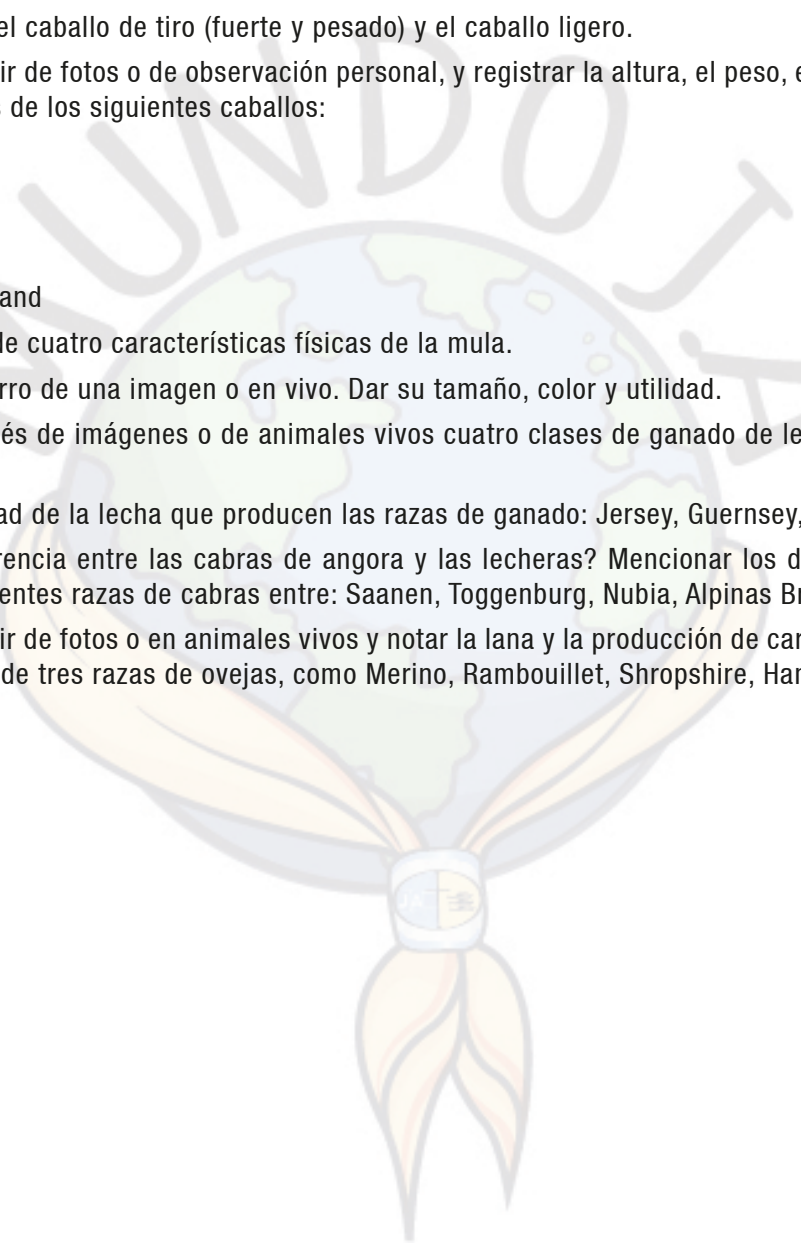 el caballo de tiro (fuerte y pesado) y el caballo ligero.
ir de fotos o de observación personal, y registrar la altura, el peso, e
s de los siguientes caballos:
and
de cuatro características físicas de la mula.
rro de una imagen o en vivo. Dar su tamaño, color y utilidad.
és de imágenes o de animales vivos cuatro clases de ganado de le
ad de la lecha que producen las razas de ganado: Jersey, Guernsey,
rencia entre las cabras de angora y las lecheras? Mencionar los d
entes razas de cabras entre: Saanen, Toggenburg, Nubia, Alpinas Br
ir de fotos o en animales vivos y notar la lana y la producción de car
de tres razas de ovejas, como Merino, Rambouillet, Shropshire, Ham
MUNDO JA
JA